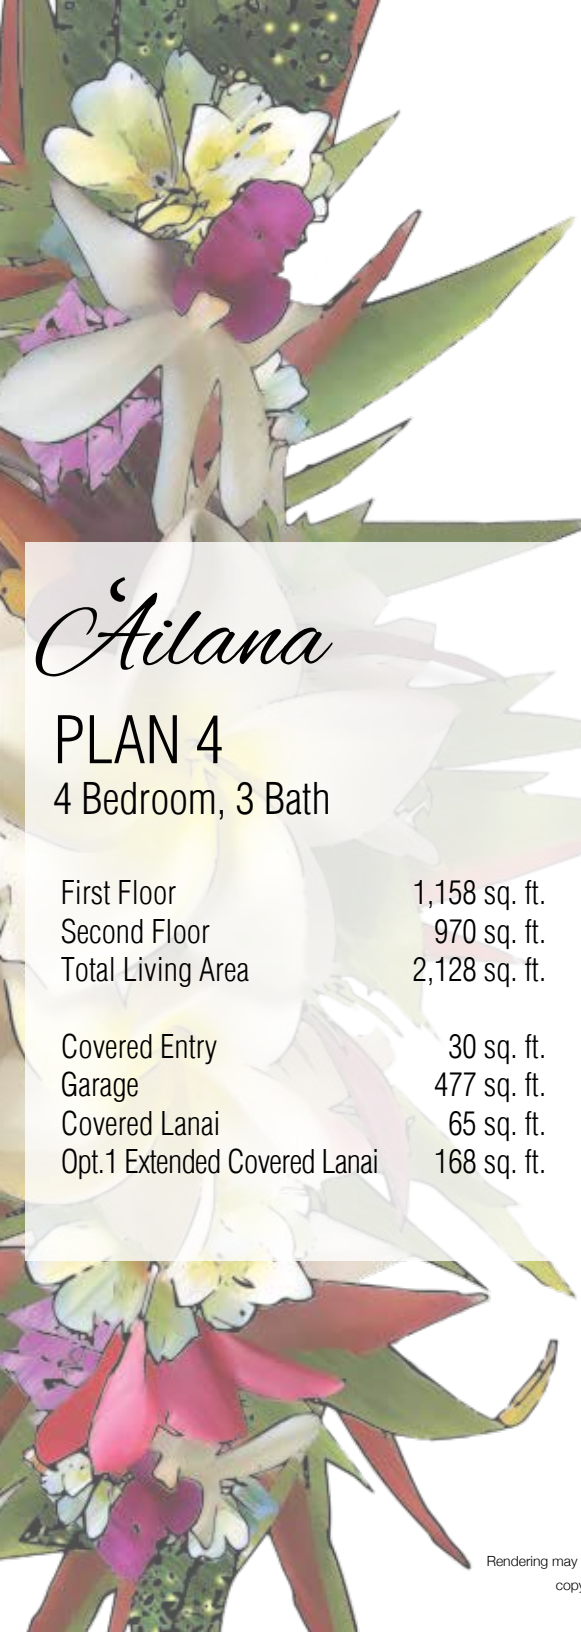 ʻAilana
PLAN 4
4 Bedroom, 3 Bath
First Floor 1,158 sq. ft.
Second Floor 970 sq. ft.
Total Living Area 2,128 sq. ft.
Covered Entry 30 sq. ft.
Garage 477 sq. ft.
Covered Lanai 65 sq. ft.
Opt.1 Extended Covered Lanai 168 sq. ft.
Rendering may